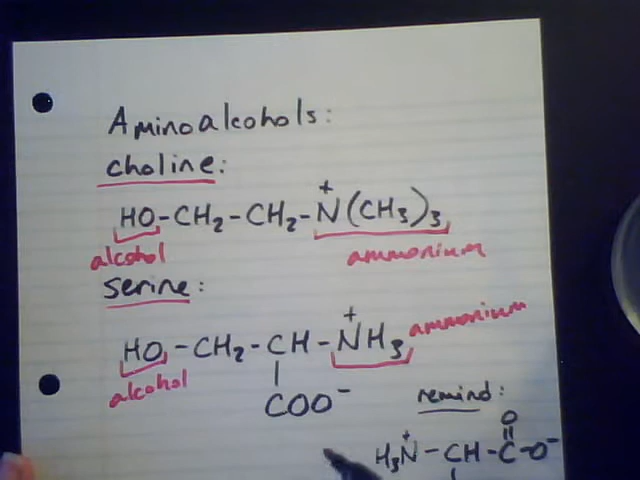 Aminoalcohols:
choline:
HO-CH₂-CH₂-N⁺(CH₃)₃
alcohol ammonium
serine:
HO-CH₂-CH-N⁺H₃ ammonium
alcohol
COO⁻
remind:
O
H₃N⁺-CH-C-O⁻